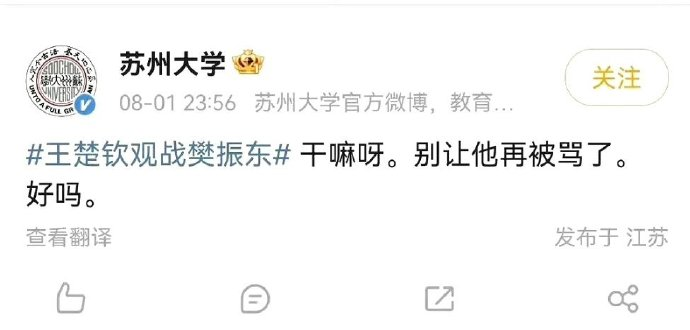 苏州大学
关注
08-01 23:56 苏州大学官方微博，教育…
#王楚钦观战樊振东# 干嘛呀。别让他再被骂了。
好吗。
查看翻译
发布于 江苏